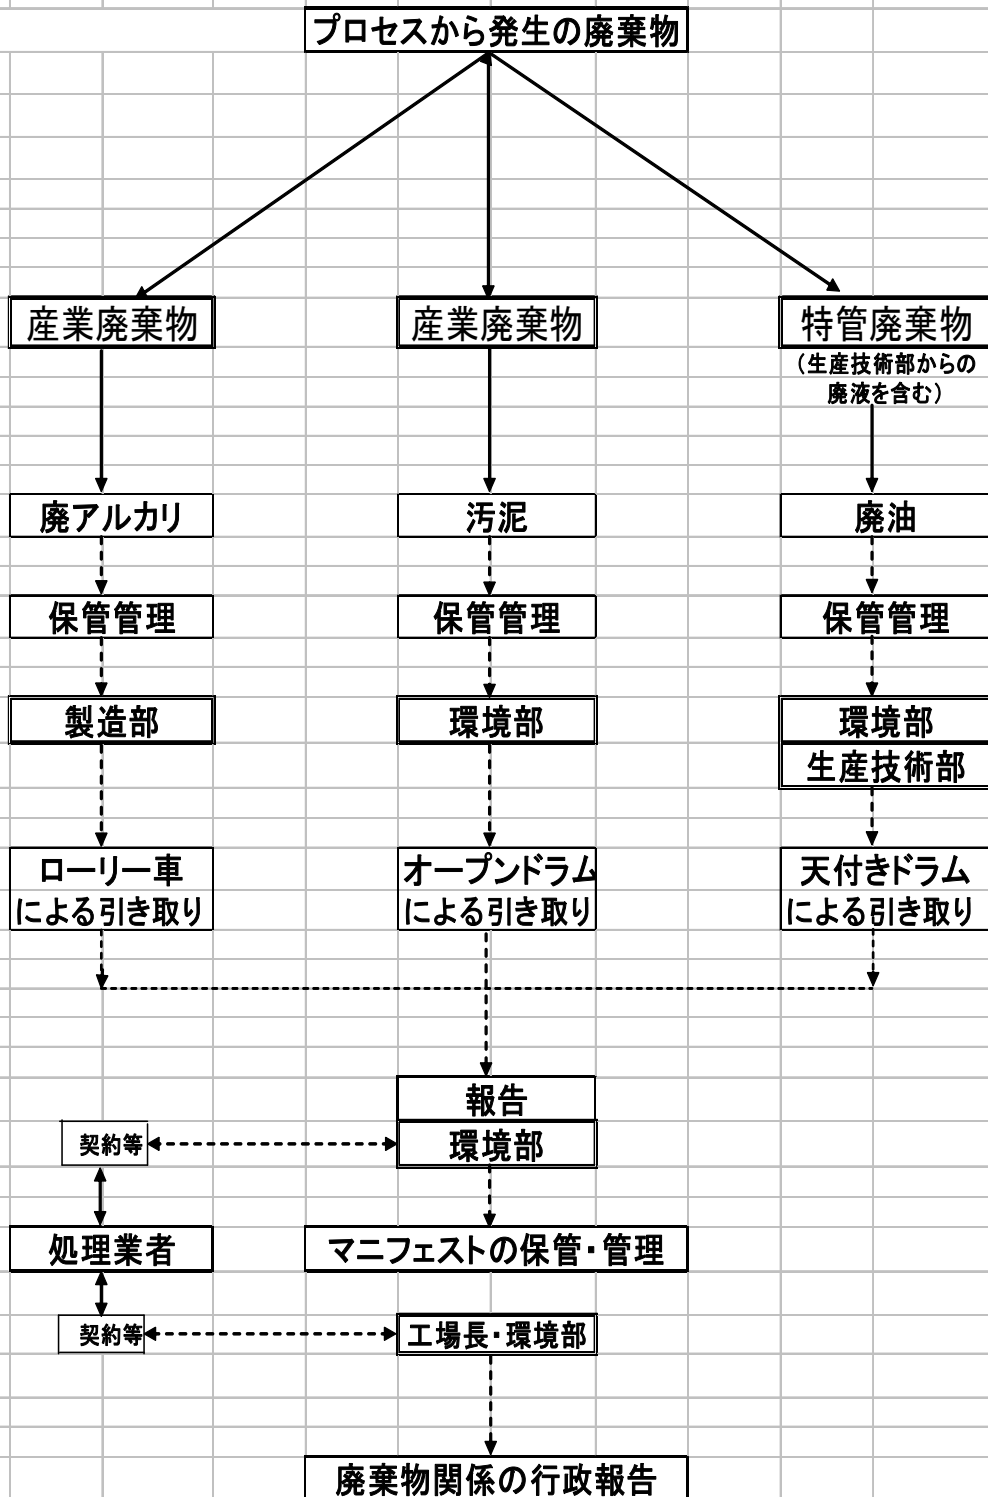 プロセスから発生の廃棄物
産業廃棄物
産業廃棄物
特管廃棄物
（生産技術部からの
廃液を含む）
廃アルカリ
汚泥
廃油
保管管理
保管管理
保管管理
製造部
環境部
環境部
生産技術部
ローリー車
による引き取り
オープンドラム
による引き取り
天付きドラム
による引き取り
報告
環境部
契約等
処理業者
マニフェストの保管・管理
契約等
工場長・環境部
廃棄物関係の行政報告